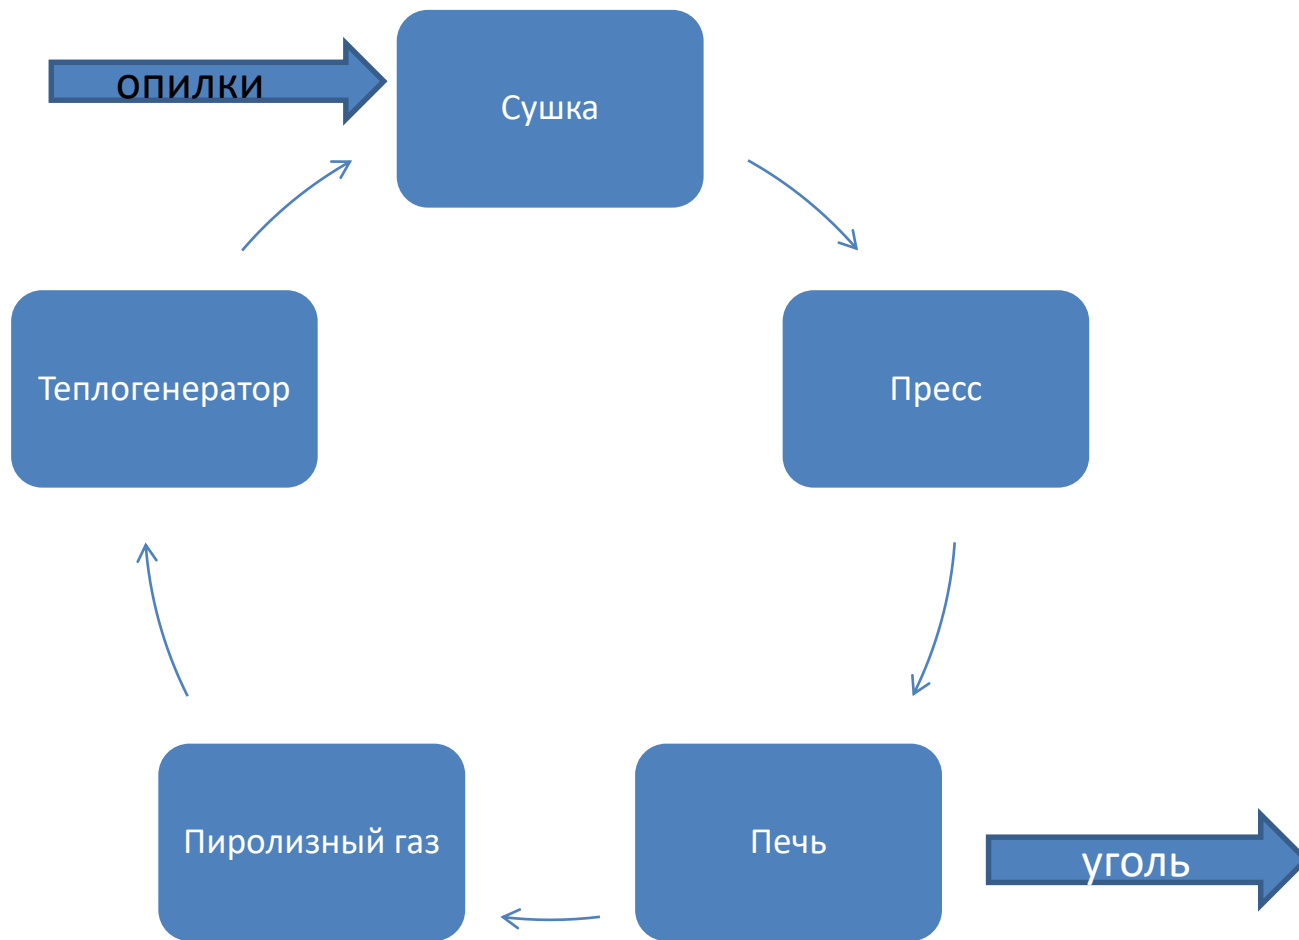 опилки
Сушка
Теплогенератор
Пресс
Пиролизный газ
Печь
уголь